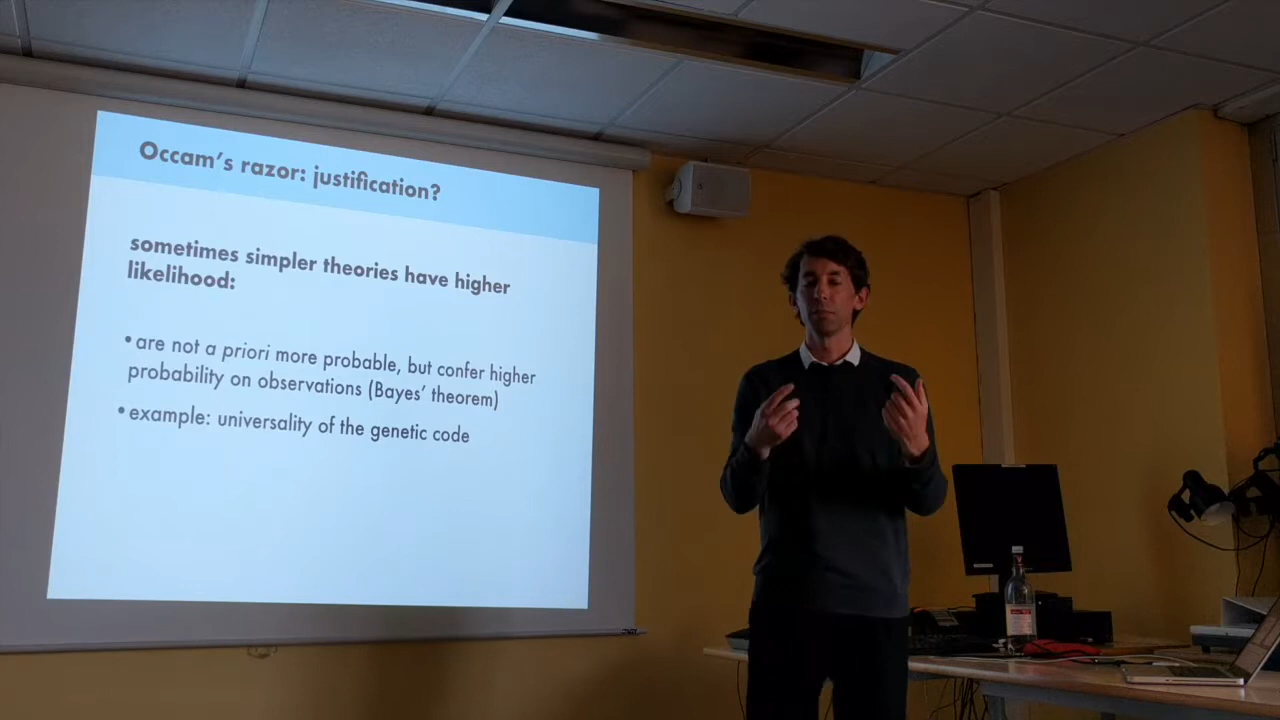 Occam's razor: justification?
sometimes simpler theories have higher
likelihood:
•are not a priori more probable, but confer higher
probability on observations (Bayes' theorem)
•example: universality of the genetic code